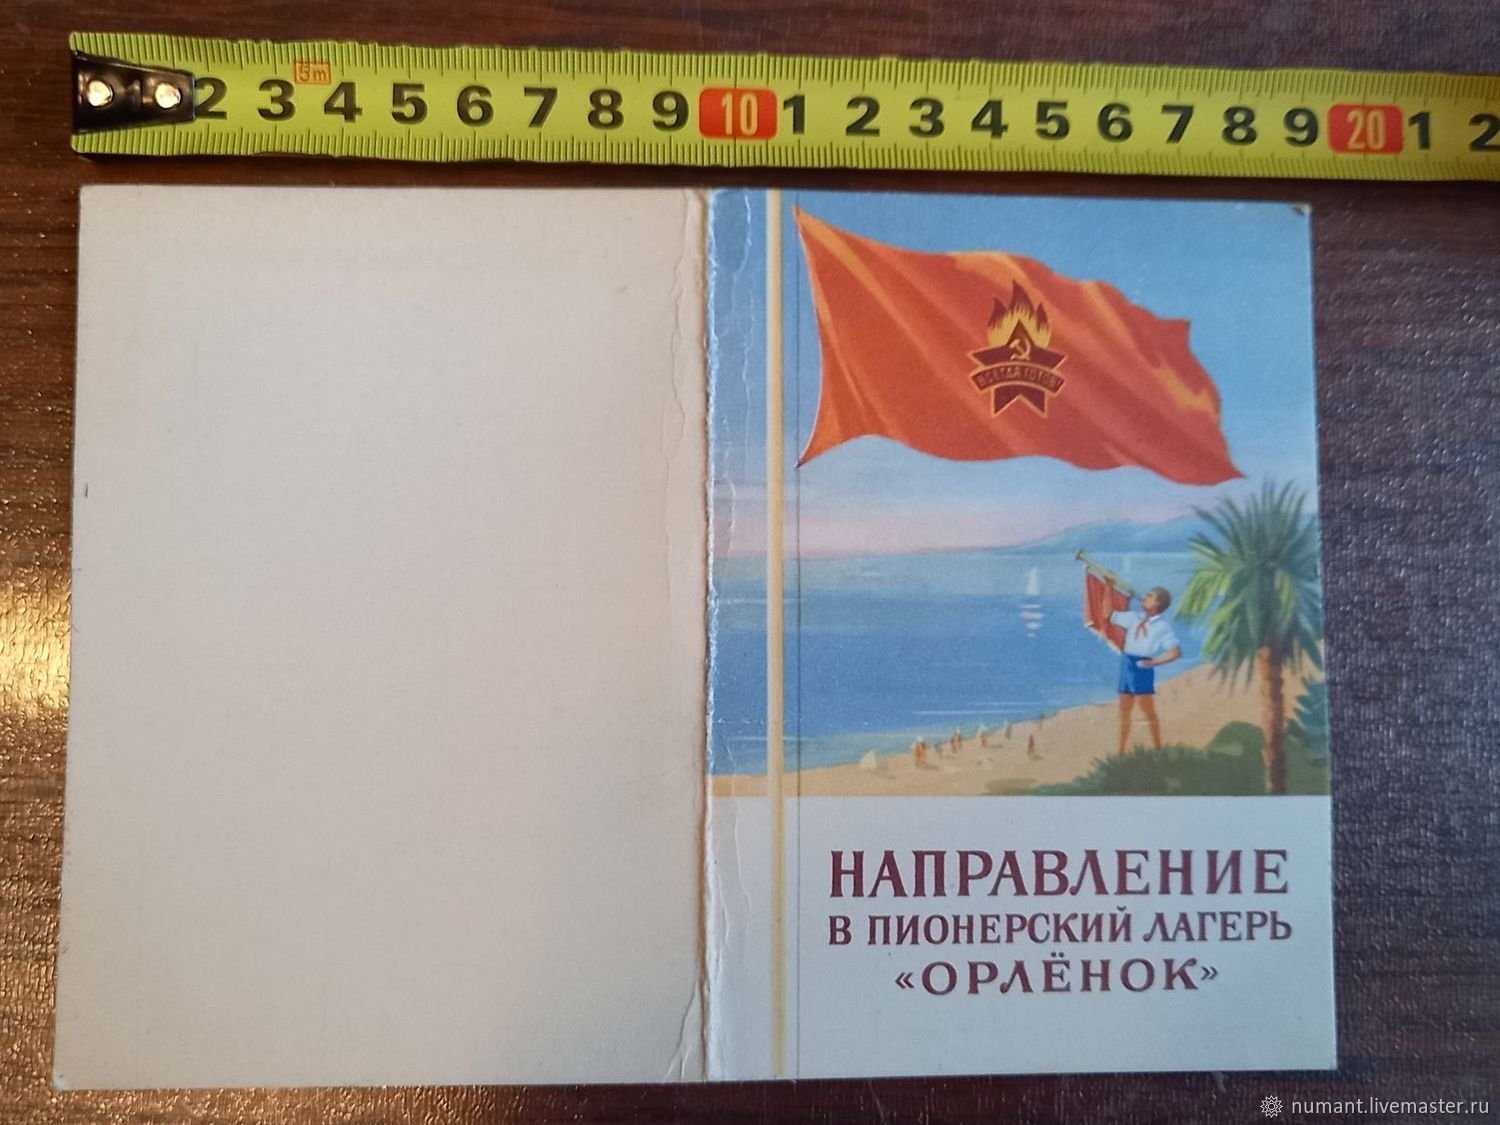 2 3 4 5 6 7 8 9 10 1 2 3 4 5 6 7 8 9 20 1 2
5m
ВСЕГДА ГОТОВ!
НАПРАВЛЕНИЕ
В ПИОНЕРСКИЙ ЛАГЕРЬ
«ОРЛЁНОК»
numant.livemaster.ru